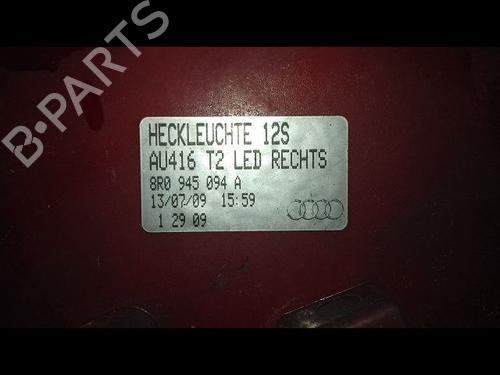 B-PARTS
HECKLEUCHTE 12S
AU416 T2 LED RECHTS
8R0 945 094 A
13/07/09 15:59
1 29 09